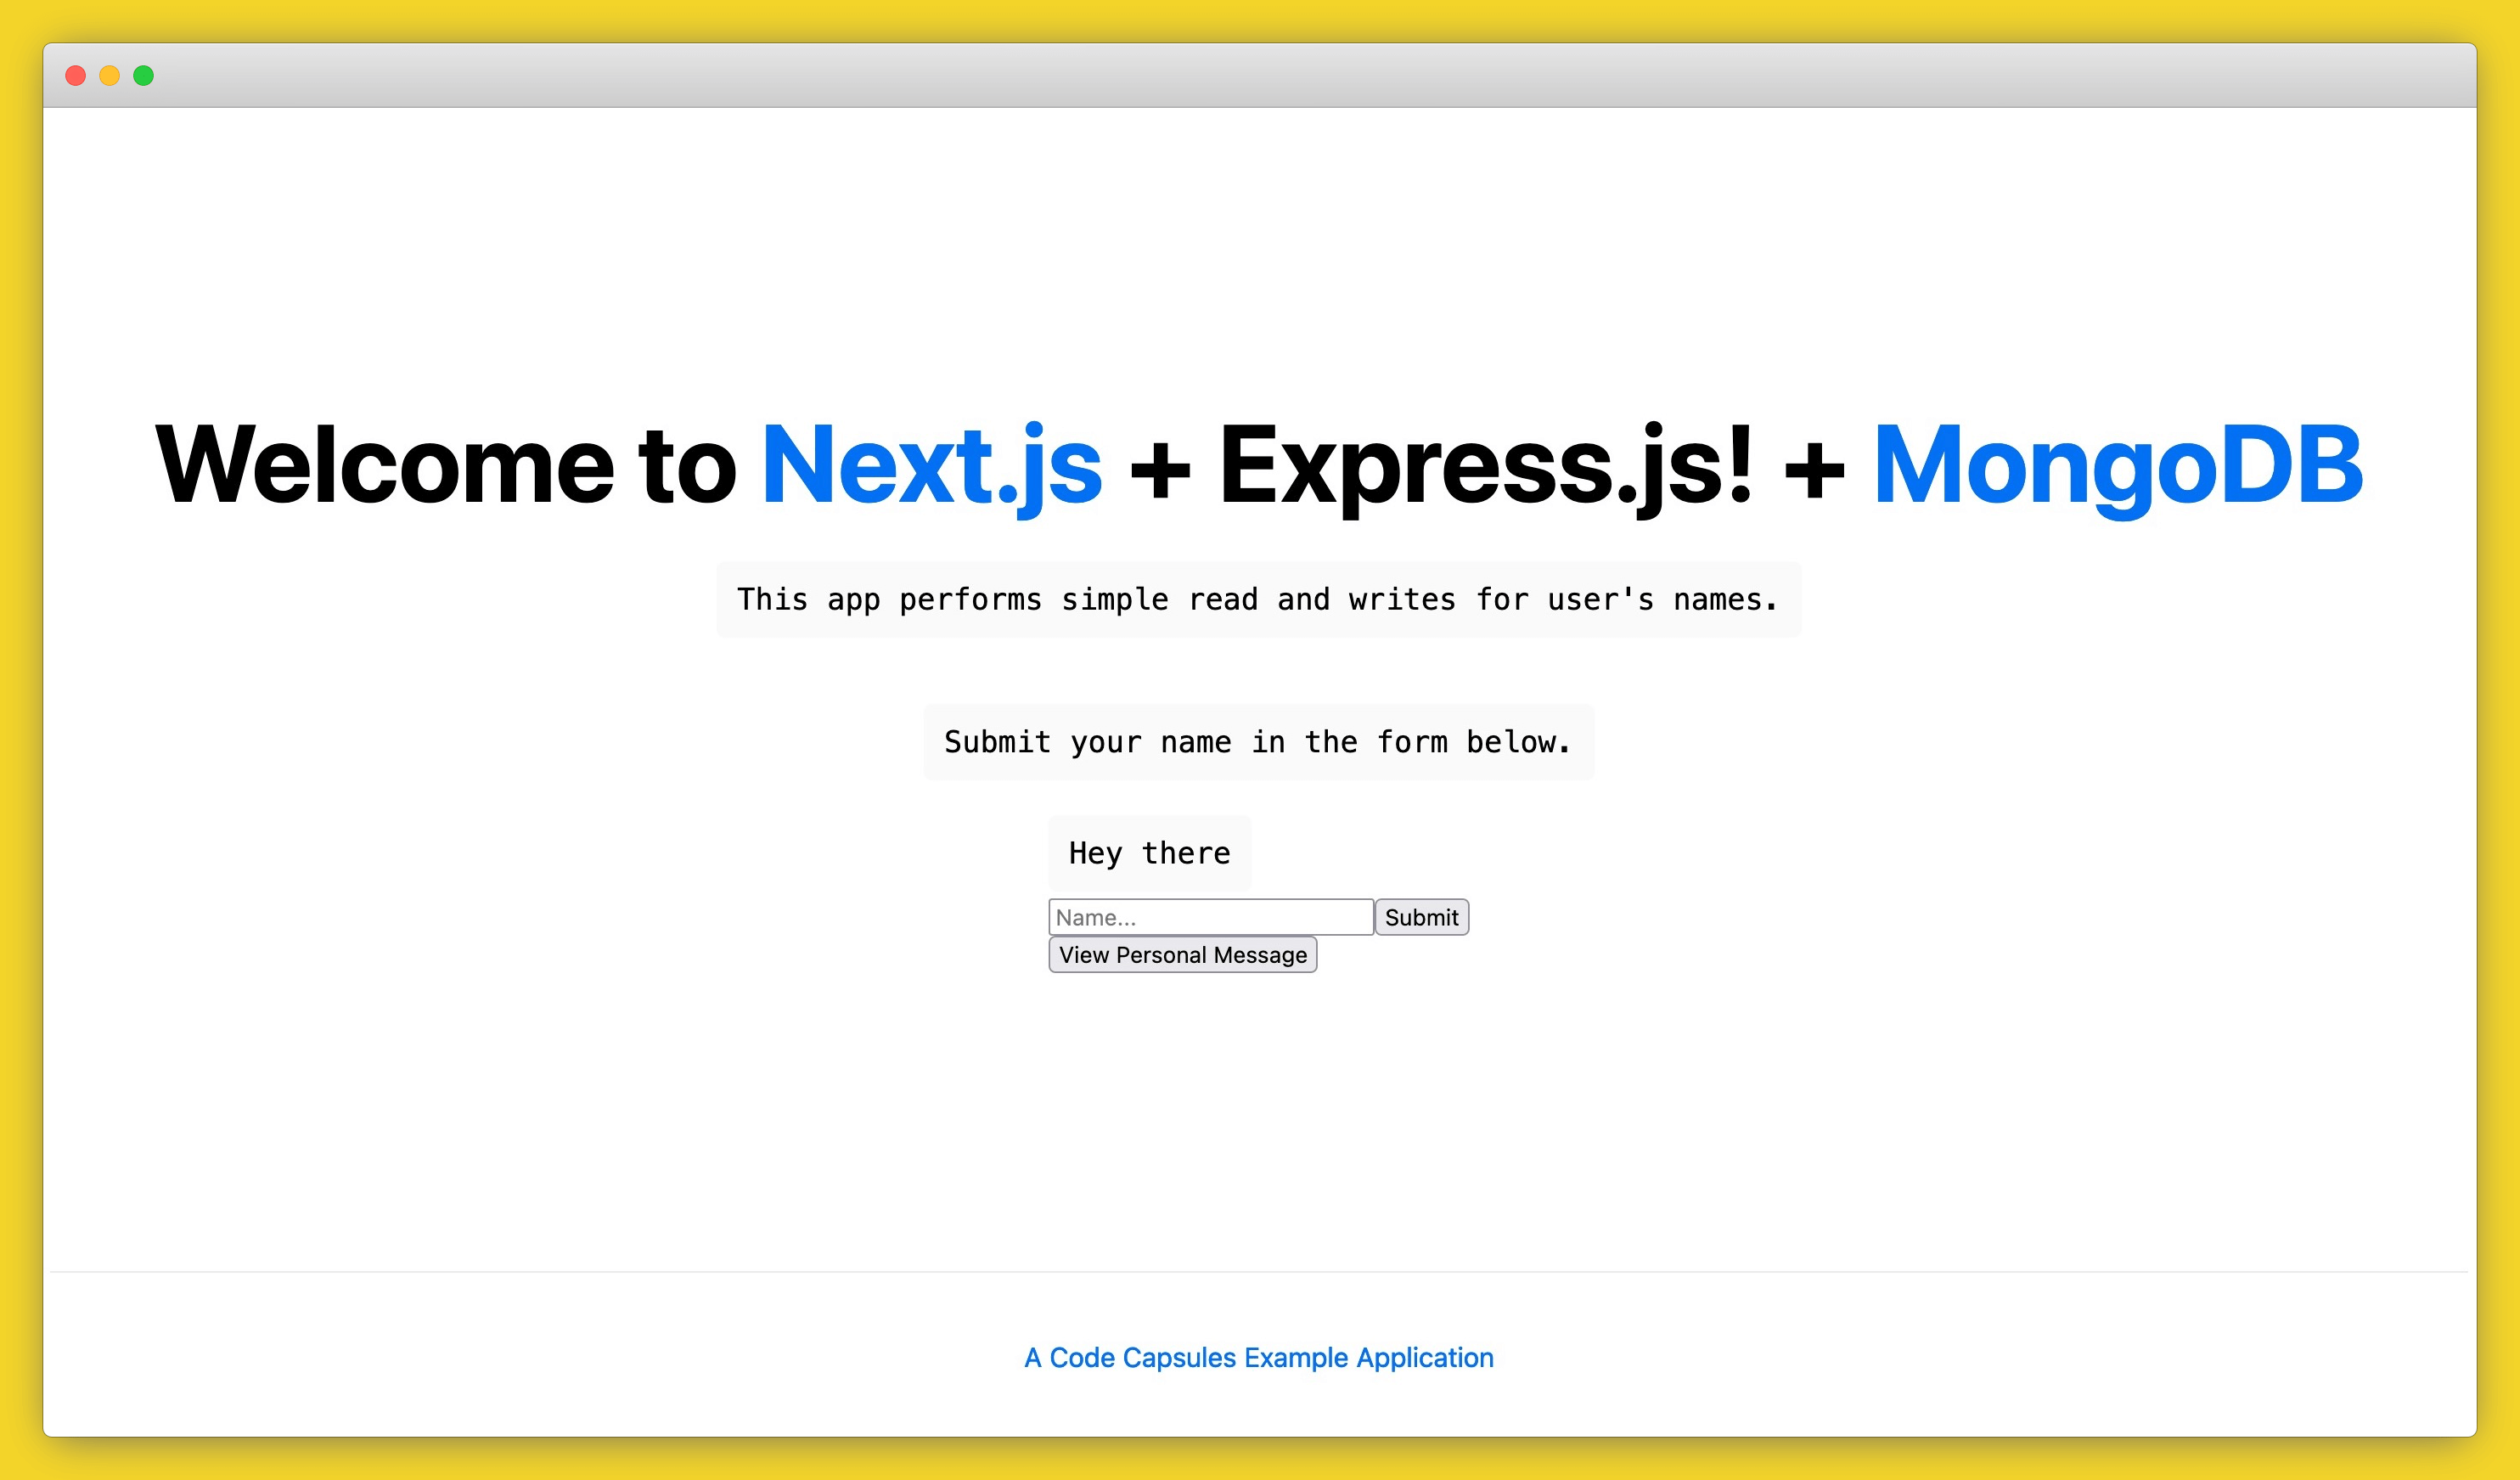 Welcome to Next.js + Express.js! + MongoDB
This app performs simple read and writes for user's names.
Submit your name in the form below.
Hey there
Name... Submit
View Personal Message
A Code Capsules Example Application